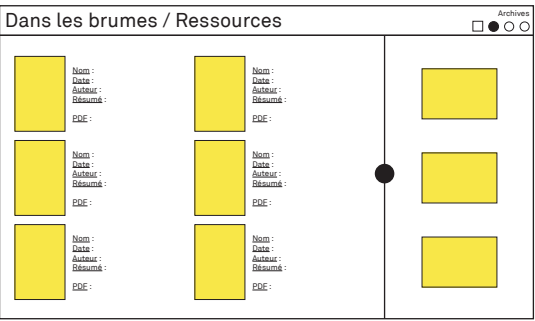 Dans les brumes / Ressources
Archives
Nom :
Date :
Auteur :
Résumé :
PDF :
Nom :
Date :
Auteur :
Résumé :
PDF :
Nom :
Date :
Auteur :
Résumé :
PDF :
Nom :
Date :
Auteur :
Résumé :
PDF :
Nom :
Date :
Auteur :
Résumé :
PDF :
Nom :
Date :
Auteur :
Résumé :
PDF :